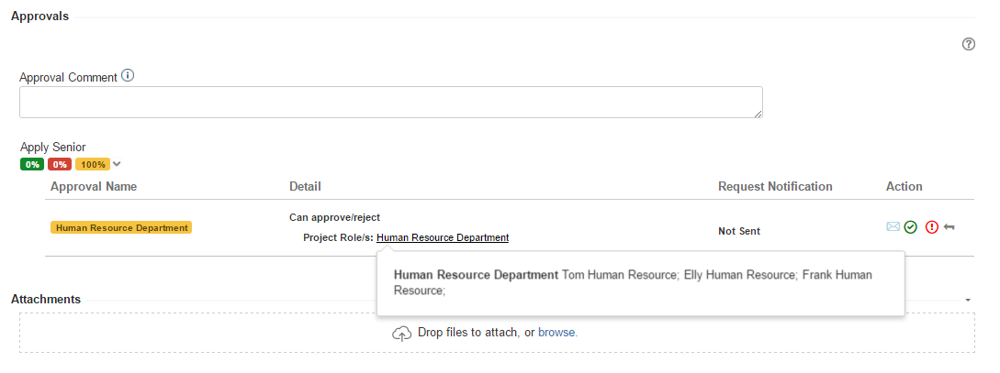 Approvals
Approval Comment
Apply Senior
0% 0% 100%
Approval Name Detail Request Notification Action
Human Resource Department
Can approve/reject
Project Role/s: Human Resource Department
Not Sent
Human Resource Department Tom Human Resource; Elly Human Resource; Frank Human
Resource;
Attachments
Drop files to attach, or browse.